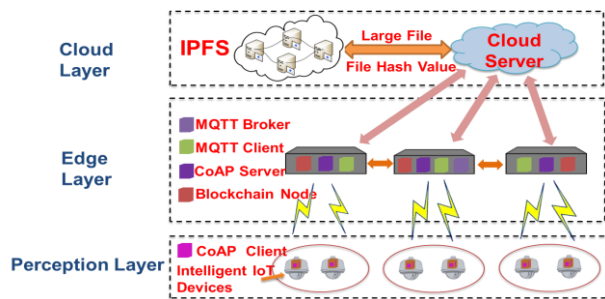 Cloud
Layer
IPFS
Large File
File Hash Value
Cloud
Server
Edge
Layer
MQTT Broker
MQTT Client
CoAP Server
Blockchain Node
Perception Layer
CoAP Client
Intelligent IoT
Devices